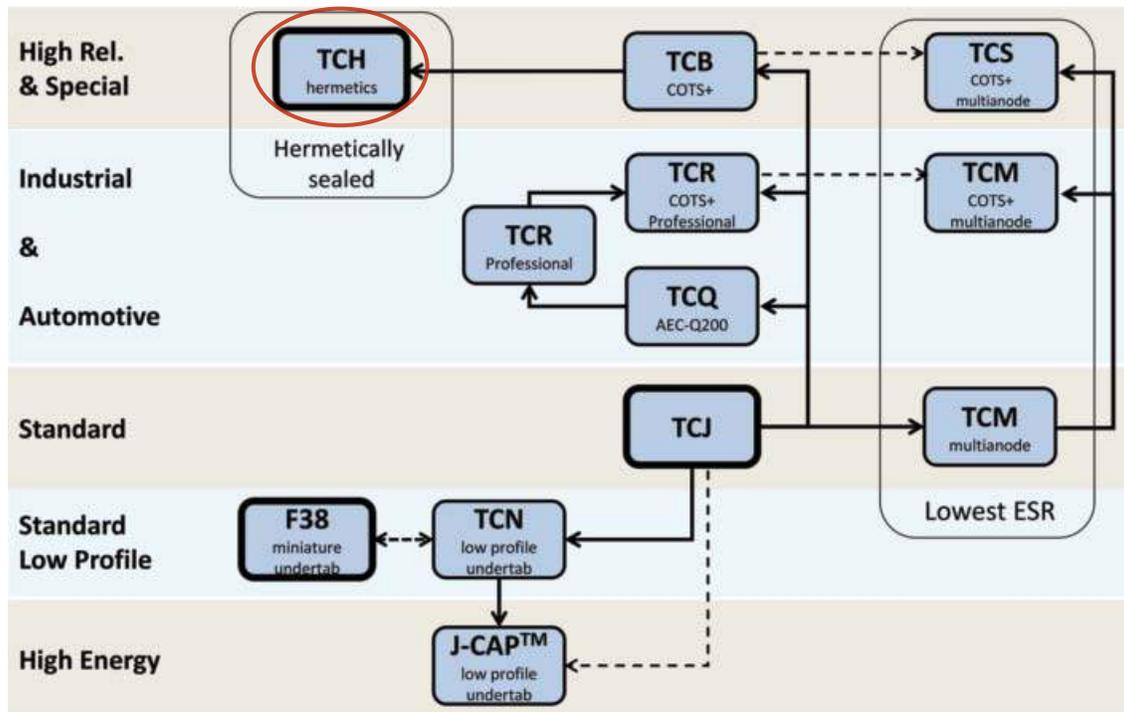 High Rel.
& Special
TCH
hermetics
TCB
COTS+
TCS
COTS+
multianode
Hermetically
sealed
Industrial
&
Automotive
TCR
COTS+
Professional
TCM
COTS+
multianode
TCR
Professional
TCQ
AEC-Q200
Standard
TCJ
TCM
multianode
Lowest ESR
Standard
Low Profile
F38
miniature
undertab
TCN
low profile
undertab
High Energy
J-CAP™
low profile
undertab